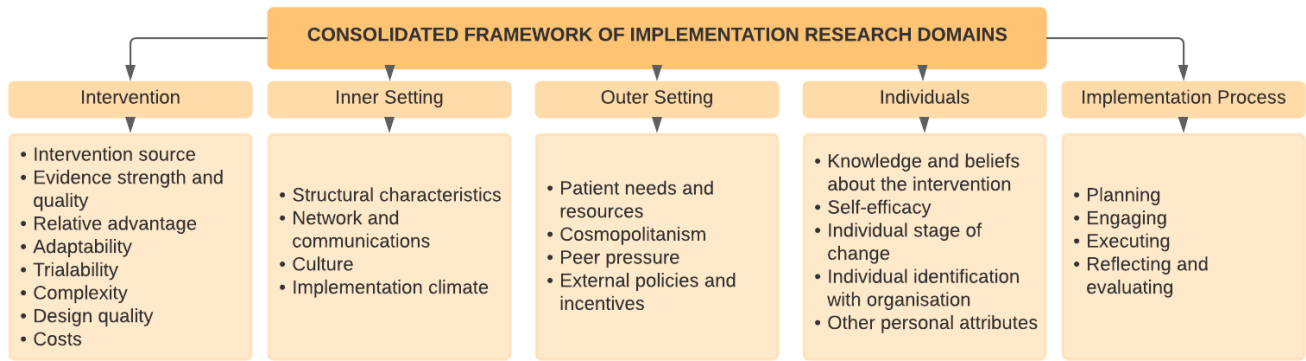 CONSOLIDATED FRAMEWORK OF IMPLEMENTATION RESEARCH DOMAINS
Intervention
• Intervention source
• Evidence strength and
quality
• Relative advantage
• Adaptability
• Trialability
• Complexity
• Design quality
• Costs
Inner Setting
• Structural characteristics
• Network and
communications
• Culture
• Implementation climate
Outer Setting
• Patient needs and
resources
• Cosmopolitanism
• Peer pressure
• External policies and
incentives
Individuals
• Knowledge and beliefs
about the intervention
• Self-efficacy
• Individual stage of
change
• Individual identification
with organisation
• Other personal attributes
Implementation Process
• Planning
• Engaging
• Executing
• Reflecting and
evaluating